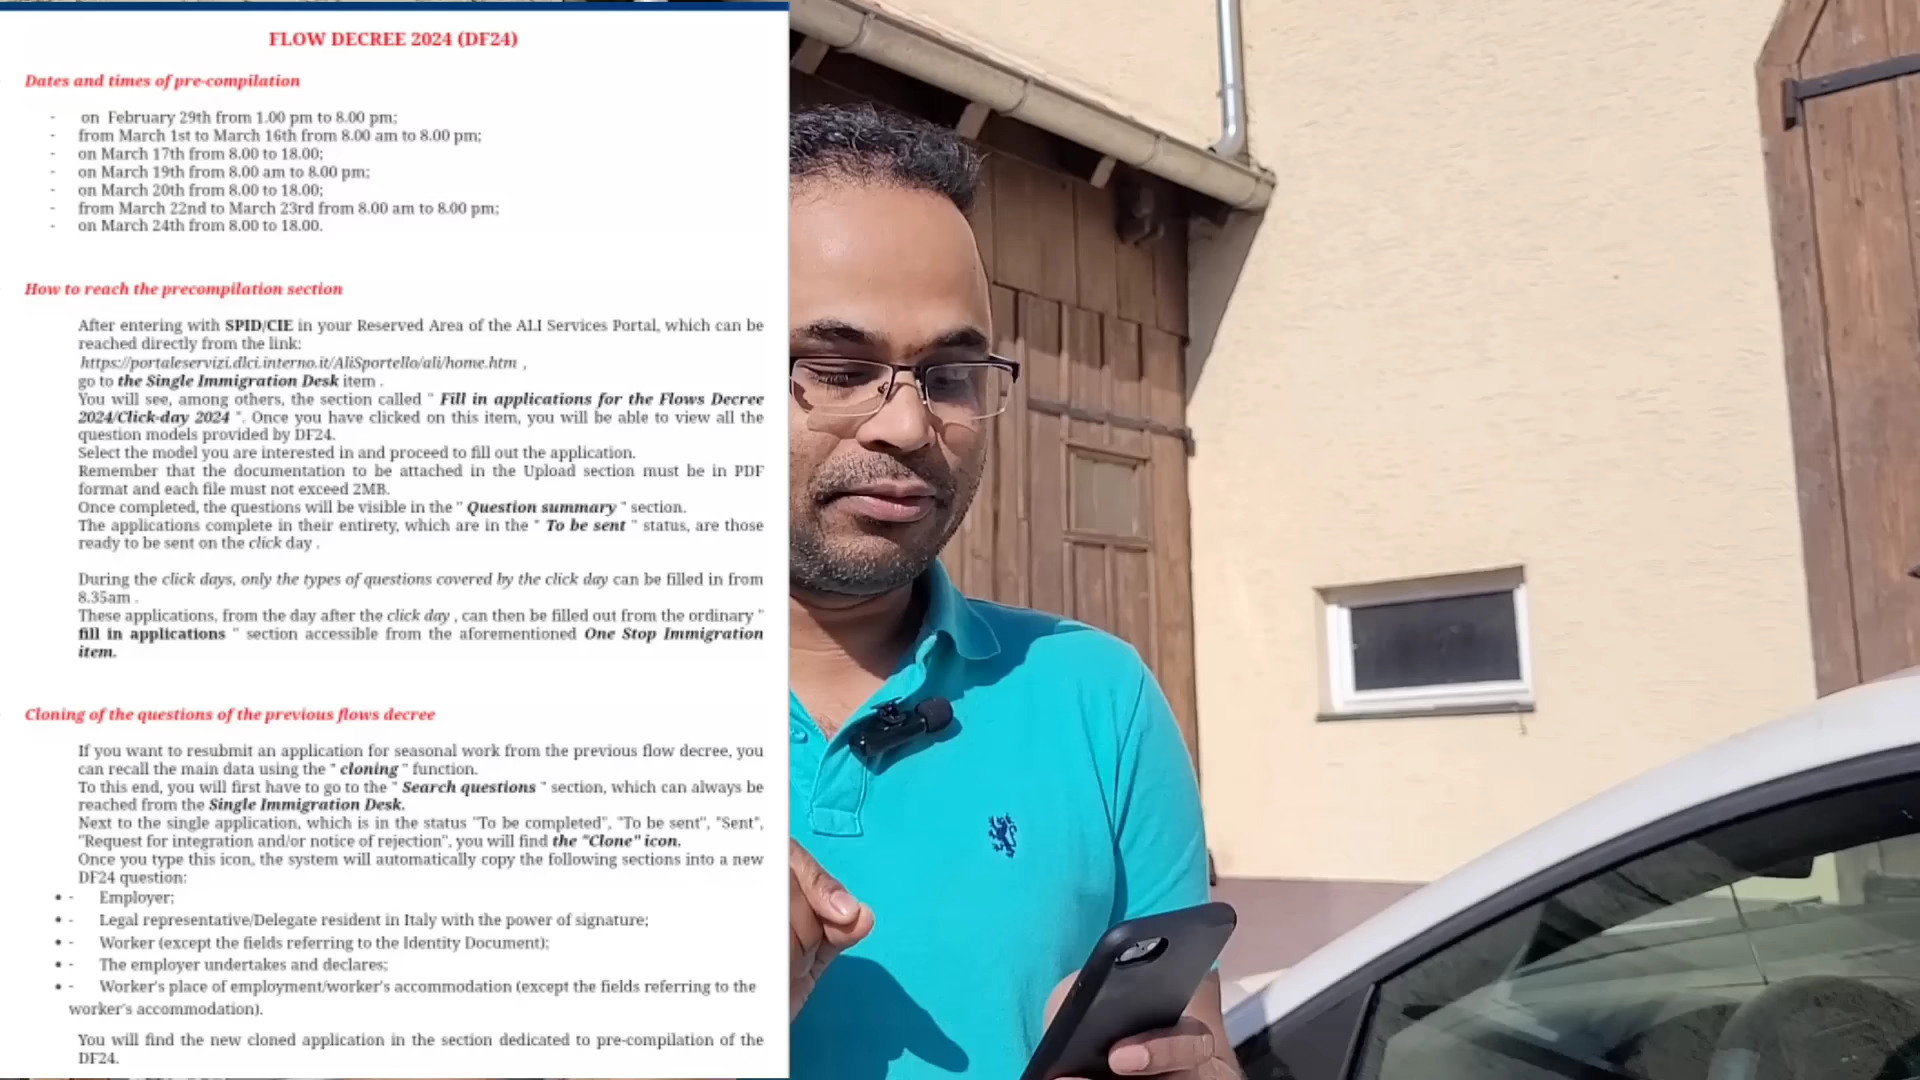 FLOW DECREE 2024 (DF24)
Dates and times of pre-compilation
- on February 29th from 1.00 pm to 8.00 pm;
- from March 1st to March 16th from 8.00 am to 8.00 pm;
- on March 17th from 8.00 to 18.00;
- on March 19th from 8.00 am to 8.00 pm;
- on March 20th from 8.00 to 18.00;
- from March 22nd to March 23rd from 8.00 am to 8.00 pm;
- on March 24th from 8.00 to 18.00.
How to reach the precompilation section
After entering with SPID/CIE in your Reserved Area of the ALI Services Portal, which can be
reached directly from the link:
https://portaleservizi.dlci.interno.it/AliSportello/ali/home.htm ,
go to the Single Immigration Desk item .
You will see, among others, the section called " Fill in applications for the Flows Decree
2024/Click-day 2024 ". Once you have clicked on this item, you will be able to view all the
question models provided by DF24.
Select the model you are interested in and proceed to fill out the application.
Remember that the documentation to be attached in the Upload section must be in PDF
format and each file must not exceed 2MB.
Once completed, the questions will be visible in the " Question summary " section.
The applications complete in their entirety, which are in the " To be sent " status, are those
ready to be sent on the click day .
During the click days, only the types of questions covered by the click day can be filled in from
8.35am .
These applications, from the day after the click day , can then be filled out from the ordinary "
fill in applications " section accessible from the aforementioned One Stop Immigration
item.
Cloning of the questions of the previous flows decree
If you want to resubmit an application for seasonal work from the previous flow decree, you
can recall the main data using the " cloning " function.
To this end, you will first have to go to the " Search questions " section, which can always be
reached from the Single Immigration Desk.
Next to the single application, which is in the status "To be completed", "To be sent", "Sent",
"Request for integration and/or notice of rejection", you will find the "Clone" icon.
Once you type this icon, the system will automatically copy the following sections into a new
DF24 question:
• - Employer;
• - Legal representative/Delegate resident in Italy with the power of signature;
• - Worker (except the fields referring to the Identity Document);
• - The employer undertakes and declares;
• - Worker's place of employment/worker's accommodation (except the fields referring to the
worker's accommodation).
You will find the new cloned application in the section dedicated to pre-compilation of the
DF24.